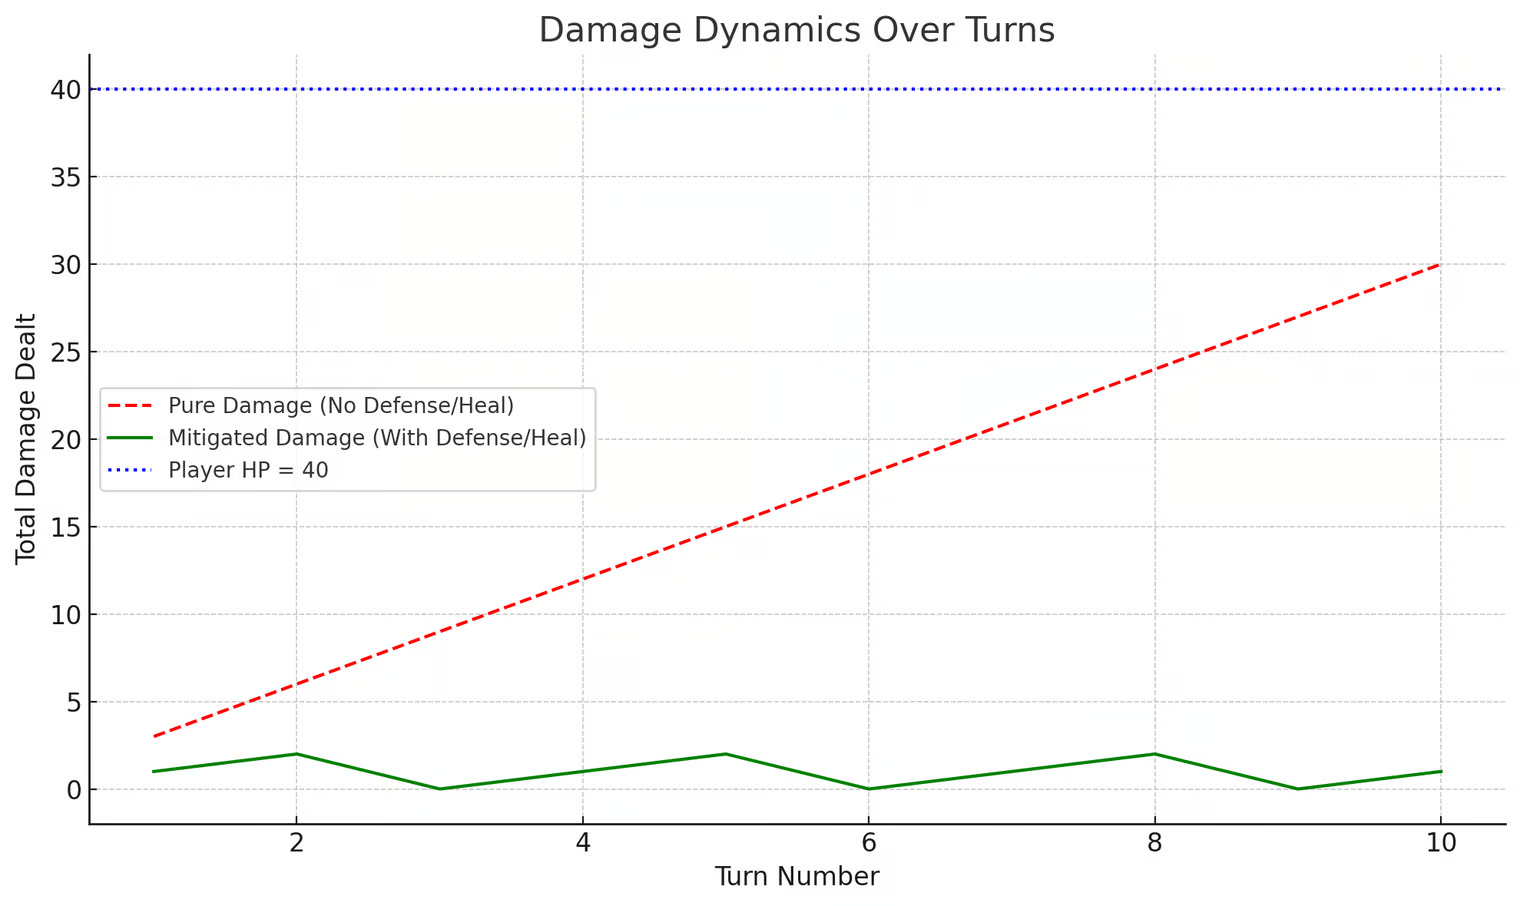 Damage Dynamics Over Turns
40
35
30
25
20
15
10
5
0
Total Damage Dealt
Pure Damage (No Defense/Heal)
Mitigated Damage (With Defense/Heal)
Player HP = 40
2 4 6 8 10
Turn Number